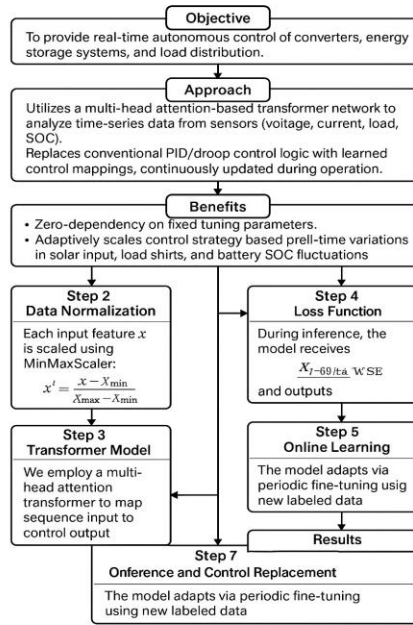 Objective
To provide real-time autonomous control of converters, energy
storage systems, and load distribution.
Approach
Utilizes a multi-head attention-based transformer network to
analyze time-series data from sensors (voltage, current, load,
SOC).
Replaces conventional PID/droop control logic with learned
control mappings, continuously updated during operation.
Benefits
• Zero-dependency on fixed tuning parameters.
• Adaptively scales control strategy based prell-time variations
in solar input, load shirts, and battery SOC fluctuations
Step 2
Data Normalization
Each input feature x
is scaled using
MinMaxScaler:
x' = (x − Xmin) / (Xmax − Xmin)
Step 3
Transformer Model
We employ a multi-
head attention
transformer to map
sequence input to
control output
Step 4
Loss Function
During inference, the
model receives
WSE
and outputs
Step 5
Online Learning
The model adapts via
periodic fine-tuning usig
new labeled data
Results
Step 7
Onference and Control Replacement
The model adapts via periodic fine-tuning
using new labeled data